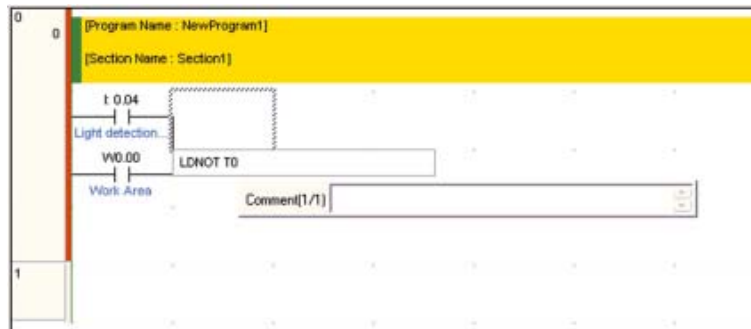 0
0
[Program Name : NewProgram1]
[Section Name : Section1]
I: 0.04
Light detection...
W0.00
LDNOT T0
Work Area
Comment(1/1)
1